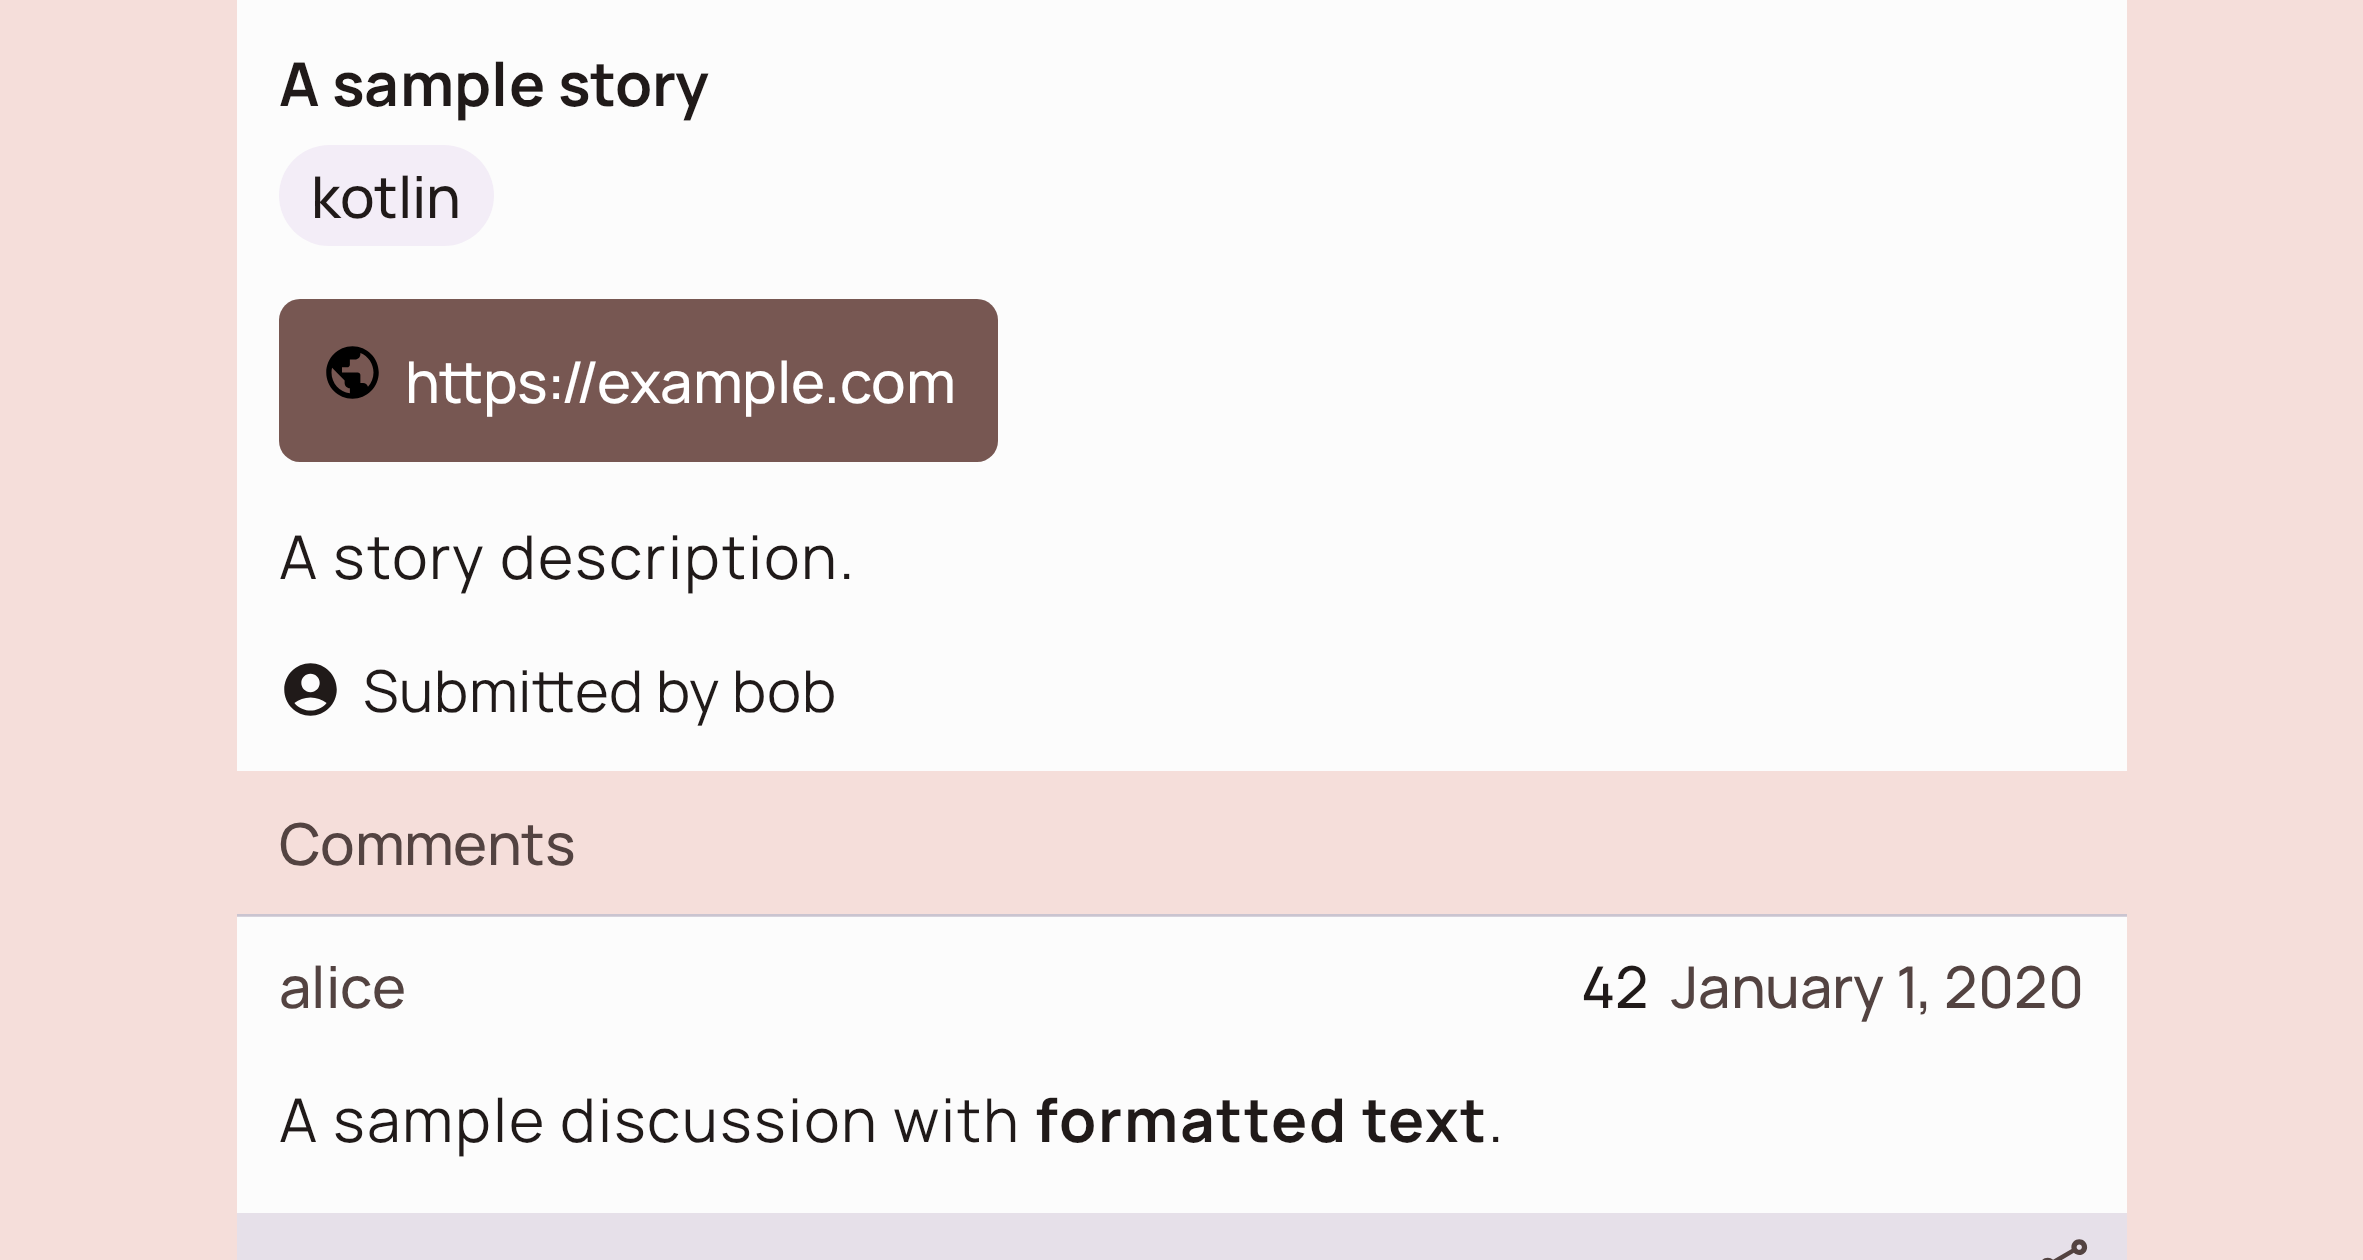 A sample story
kotlin
https://example.com
A story description.
Submitted by bob
Comments
alice 42 January 1, 2020
A sample discussion with formatted text.